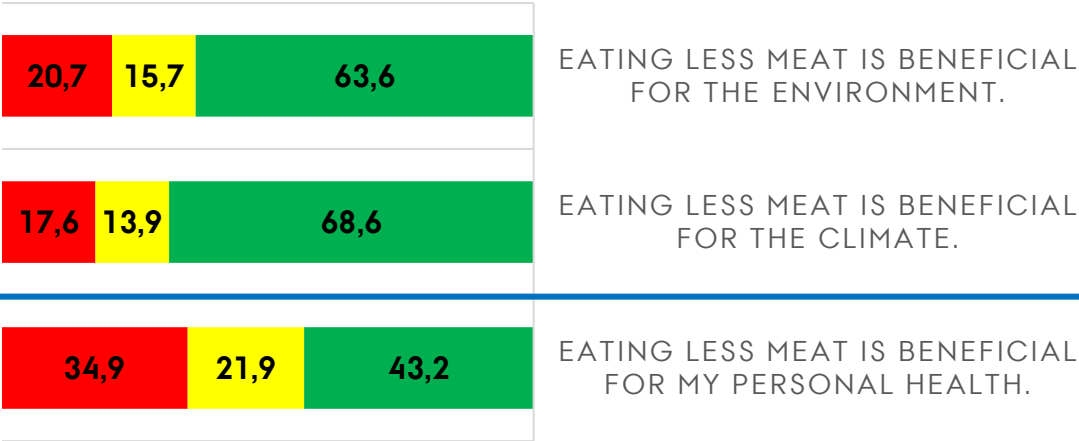 20,7 15,7 63,6
EATING LESS MEAT IS BENEFICIAL
FOR THE ENVIRONMENT.
17,6 13,9 68,6
EATING LESS MEAT IS BENEFICIAL
FOR THE CLIMATE.
34,9 21,9 43,2
EATING LESS MEAT IS BENEFICIAL
FOR MY PERSONAL HEALTH.